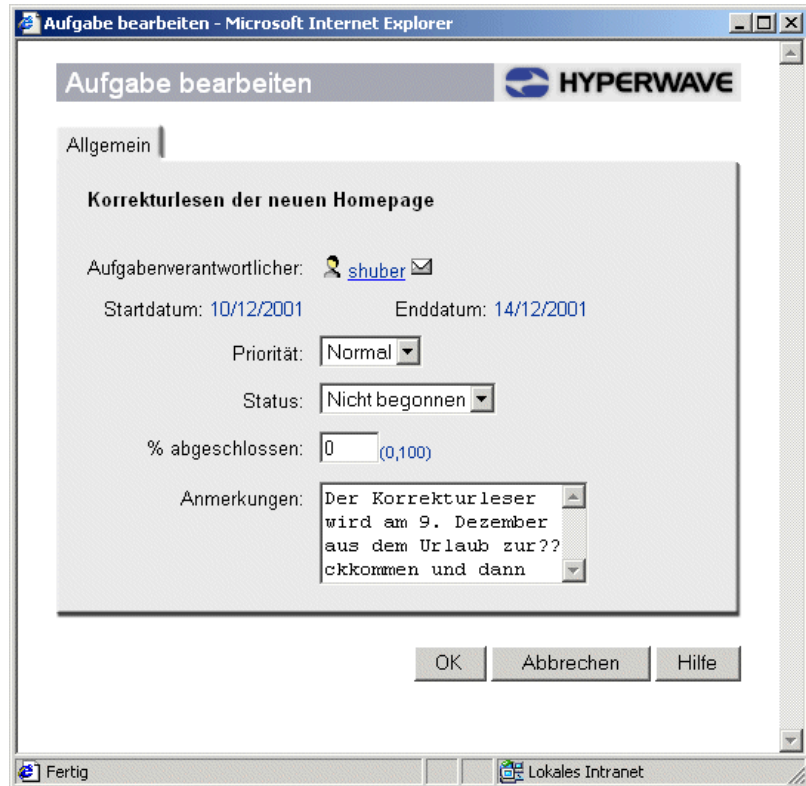 Aufgabe bearbeiten - Microsoft Internet Explorer
Aufgabe bearbeiten
HYPERWAVE
Allgemein
Korrekturlesen der neuen Homepage
Aufgabenverantwortlicher: shuber
Startdatum: 10/12/2001 Enddatum: 14/12/2001
Priorität: Normal
Status: Nicht begonnen
% abgeschlossen: 0 (0,100)
Anmerkungen: Der Korrekturleser
wird am 9. Dezember
aus dem Urlaub zur??
ckkommen und dann
OK Abbrechen Hilfe
Fertig Lokales Intranet